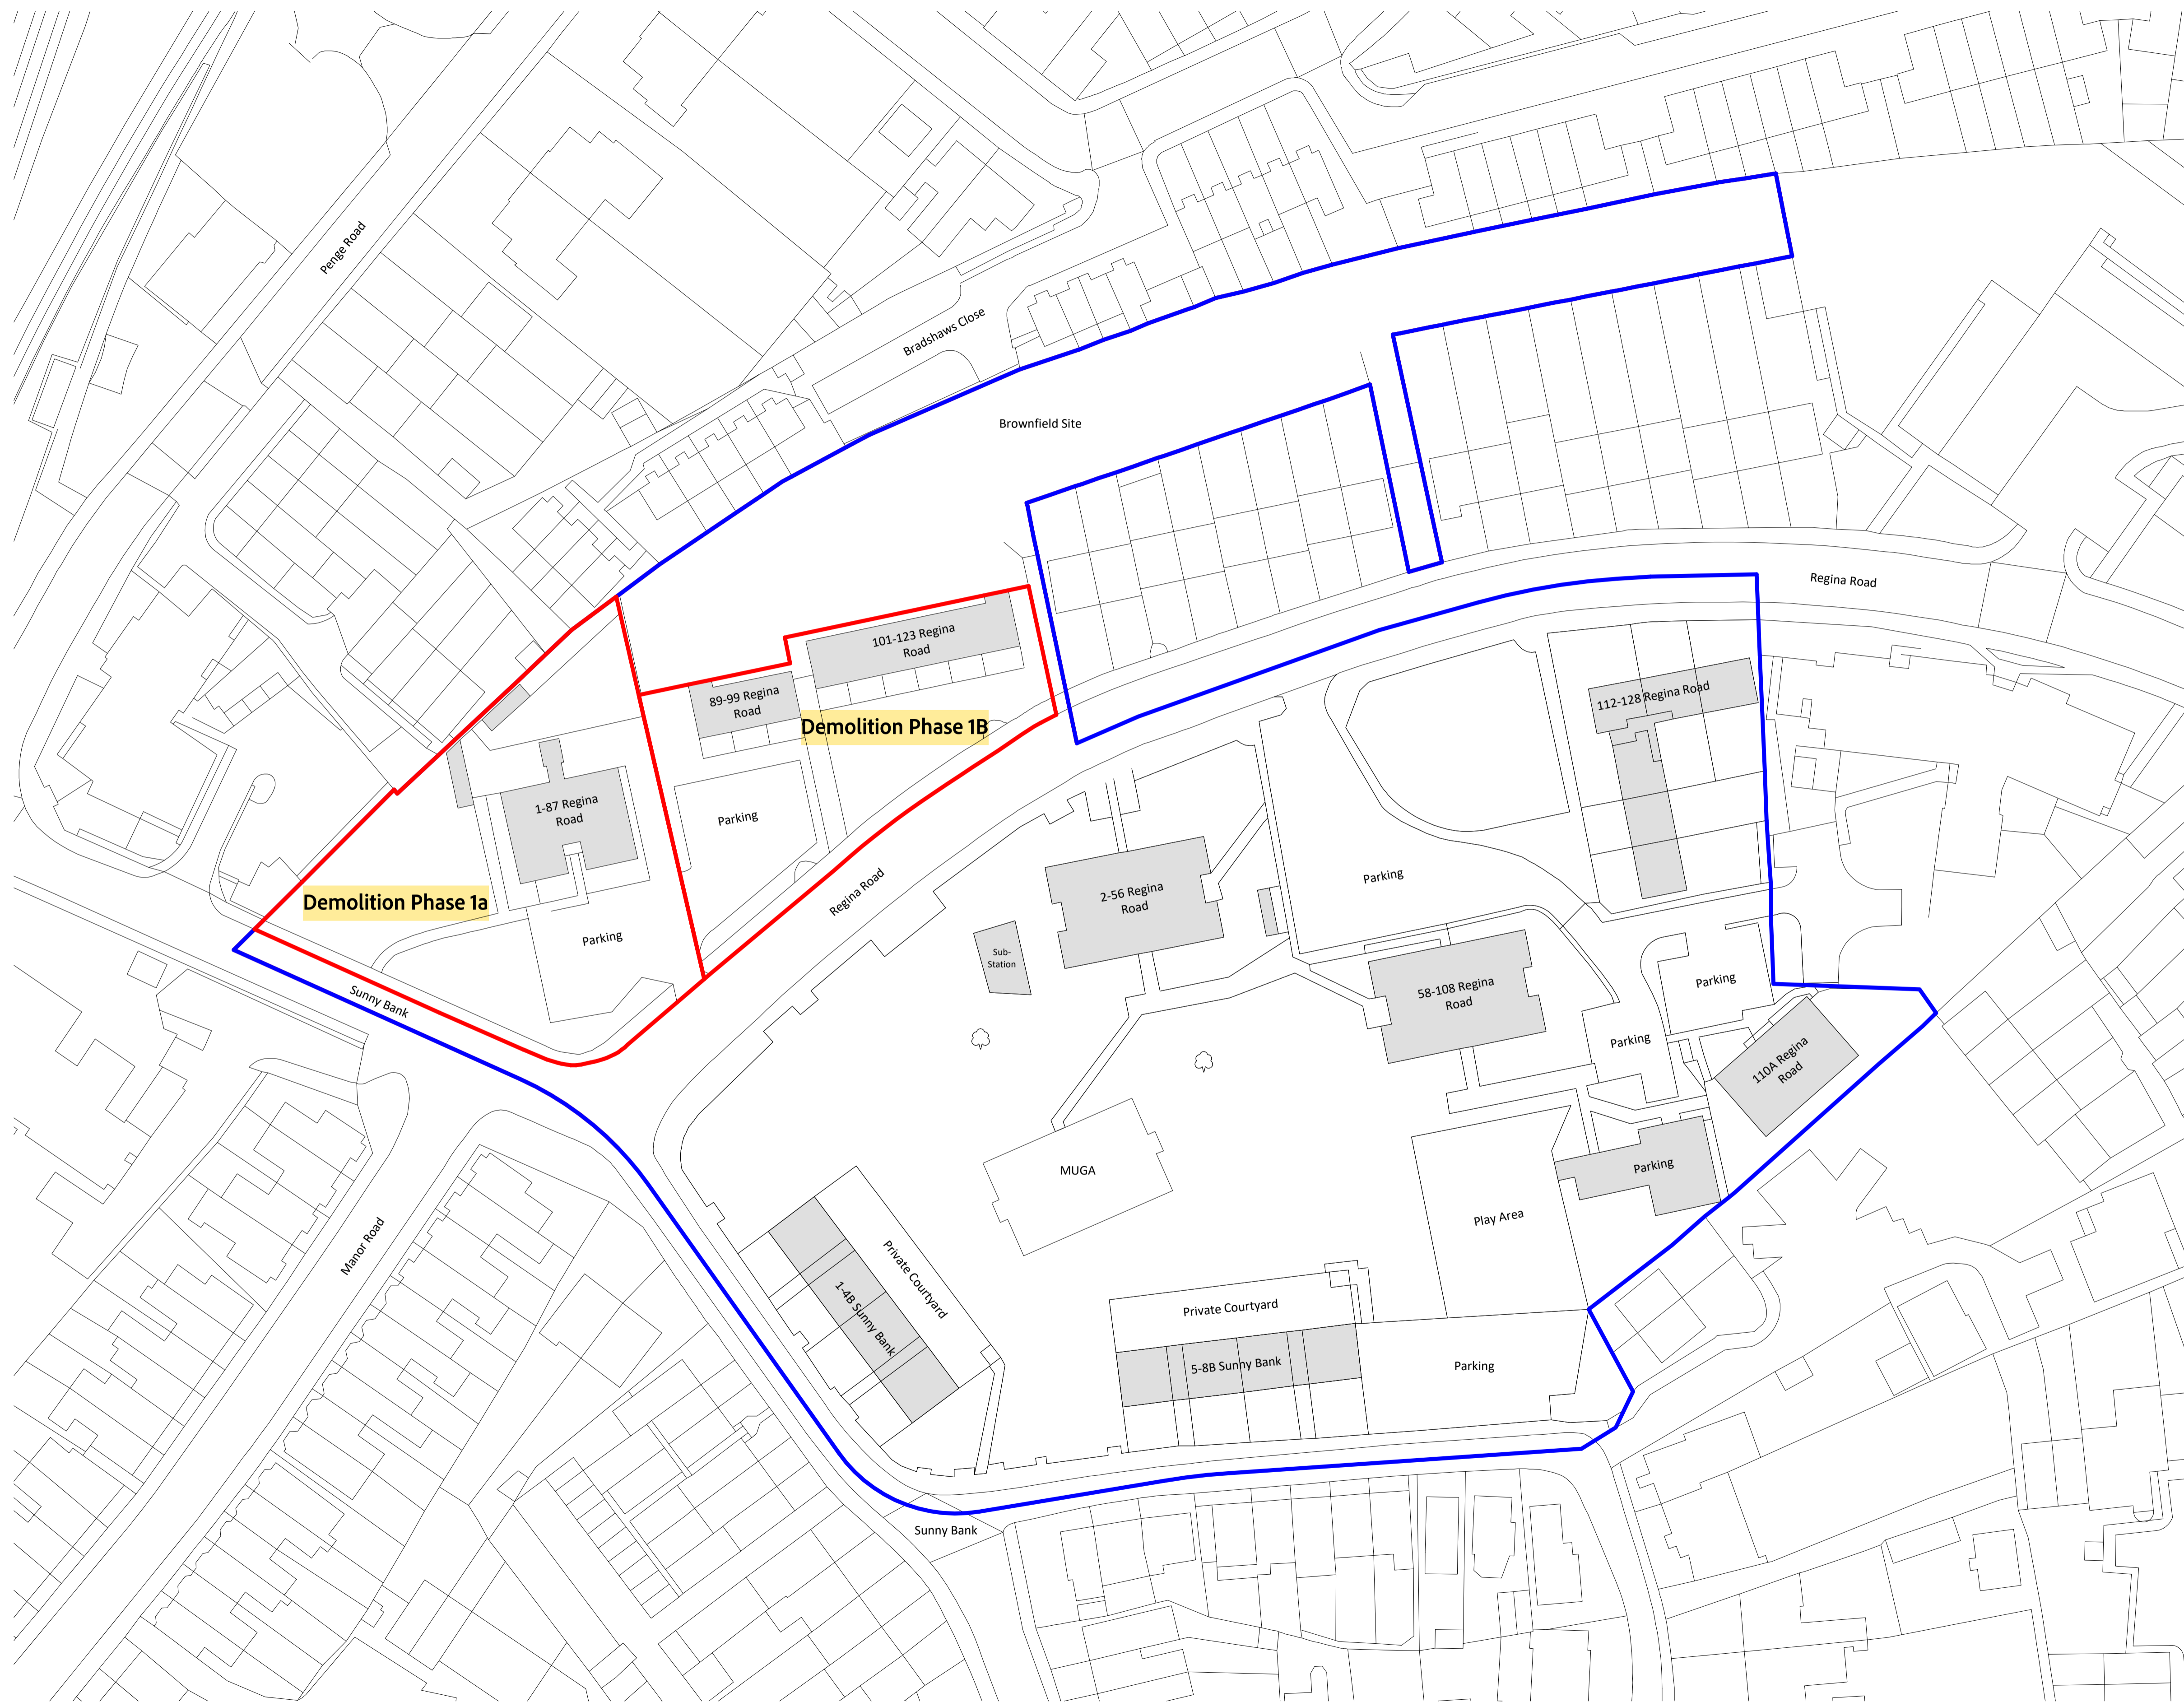 Penge Road
Bradshaws Close
Brownfield Site
Regina Road
101-123 Regina
Road
89-99 Regina
Road
112-128 Regina Road
Demolition Phase 1B
1-87 Regina
Road
Parking
Demolition Phase 1a
Parking
Regina Road
2-56 Regina
Road
Parking
Sub-
Station
58-108 Regina
Road
Parking
Sunny Bank
Parking
110A Regina
Road
MUGA
Parking
Play Area
Manor Road
Private Courtyard
1-4B Sunny Bank
Private Courtyard
5-8B Sunny Bank
Parking
Sunny Bank